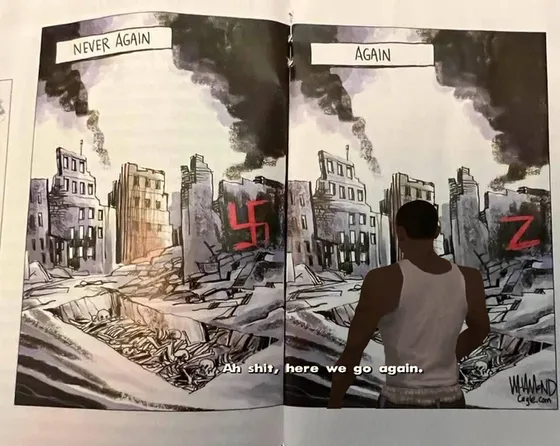 NEVER AGAIN
AGAIN
Z
Ah shit, here we go again.
WHAMOND
Cagle.com